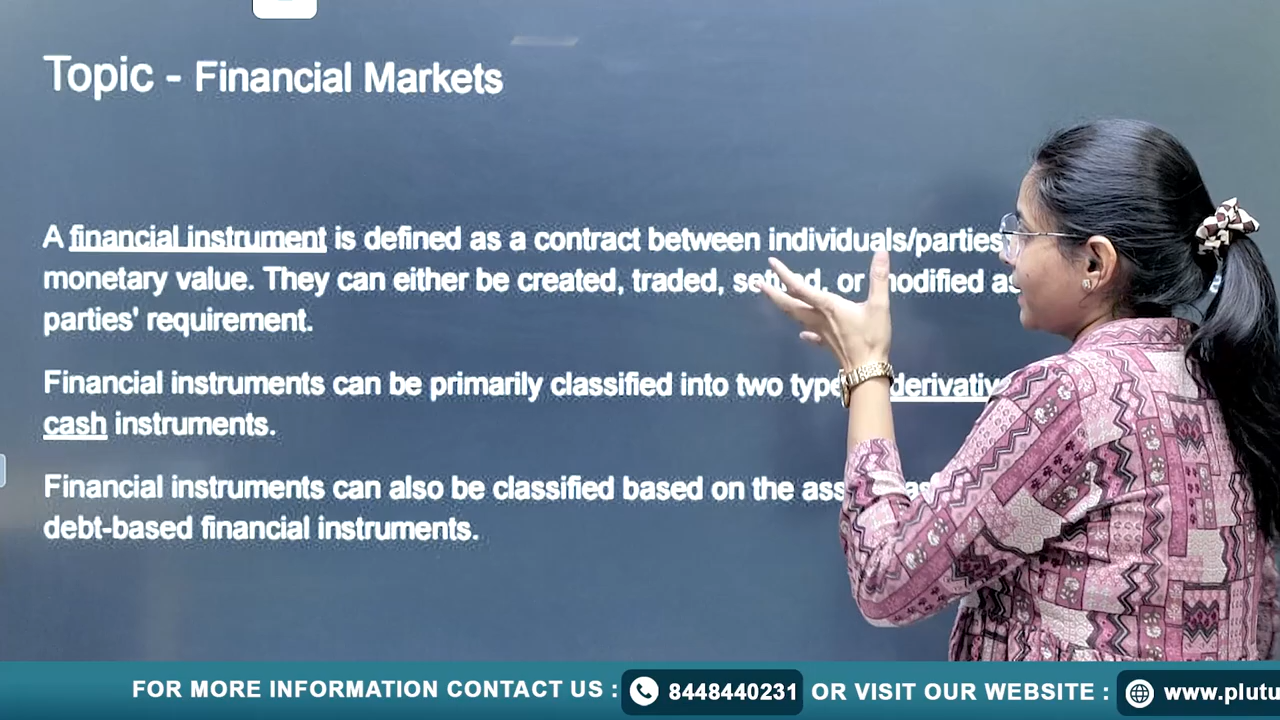 Topic - Financial Markets
A financial instrument is defined as a contract between individuals/parties
monetary value. They can either be created, traded, or modified as
parties' requirement.
Financial instruments can be primarily classified into two
cash instruments.
Financial instruments can also be classified based on the
debt-based financial instruments.
FOR MORE INFORMATION CONTACT US : 8448440231 OR VISIT OUR WEBSITE : www.plutu